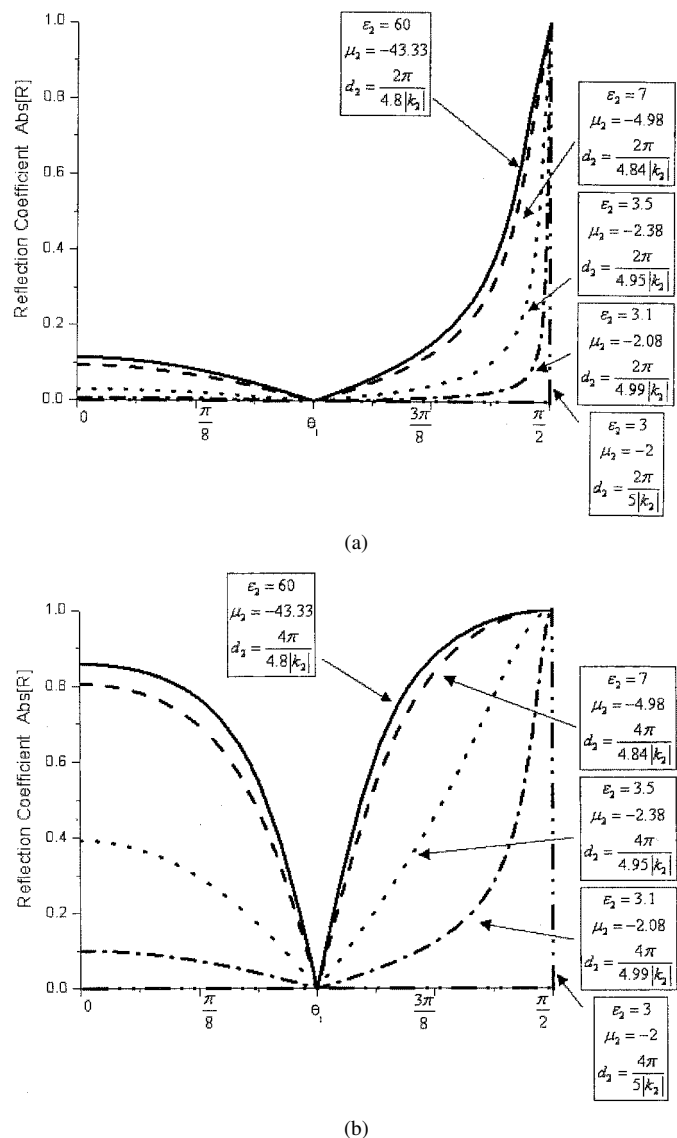 Reflection Coefficient Abs[R]
1.0
0.8
0.6
0.4
0.2
0.0
0
π/8
θ₁
3π/8
π/2
ε₂ = 60
μ₂ = −43.33
d₂ = 2π / 4.8|k₂|
ε₂ = 7
μ₂ = −4.98
d₂ = 2π / 4.84|k₂|
ε₂ = 3.5
μ₂ = −2.38
d₂ = 2π / 4.95|k₂|
ε₂ = 3.1
μ₂ = −2.08
d₂ = 2π / 4.99|k₂|
ε₂ = 3
μ₂ = −2
d₂ = 2π / 5|k₂|
(a)
Reflection Coefficient Abs[R]
1.0
0.8
0.6
0.4
0.2
0.0
0
π/8
θ₁
3π/8
π/2
ε₂ = 60
μ₂ = −43.33
d₂ = 4π / 4.8|k₂|
ε₂ = 7
μ₂ = −4.98
d₂ = 4π / 4.84|k₂|
ε₂ = 3.5
μ₂ = −2.38
d₂ = 4π / 4.95|k₂|
ε₂ = 3.1
μ₂ = −2.08
d₂ = 4π / 4.99|k₂|
ε₂ = 3
μ₂ = −2
d₂ = 4π / 5|k₂|
(b)